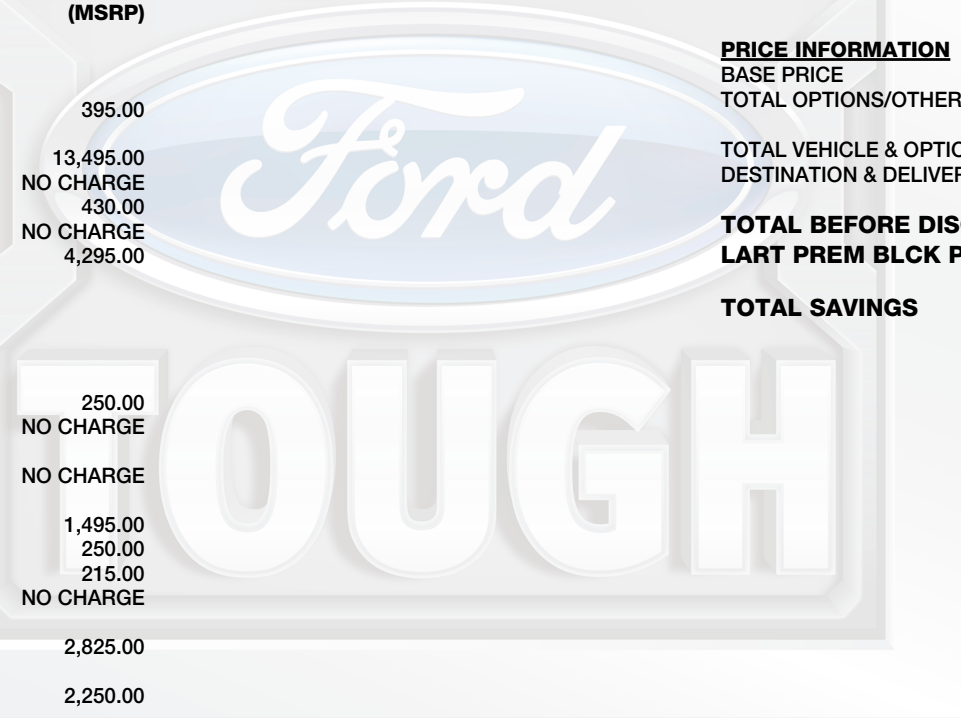 (MSRP)
395.00
13,495.00
NO CHARGE
430.00
NO CHARGE
4,295.00
250.00
NO CHARGE
NO CHARGE
1,495.00
250.00
215.00
NO CHARGE
2,825.00
2,250.00
PRICE INFORMATION
BASE PRICE
TOTAL OPTIONS/OTHER
TOTAL VEHICLE & OPTIO
DESTINATION & DELIVER
TOTAL BEFORE DIS
LART PREM BLCK P
TOTAL SAVINGS
Ford
TOUGH